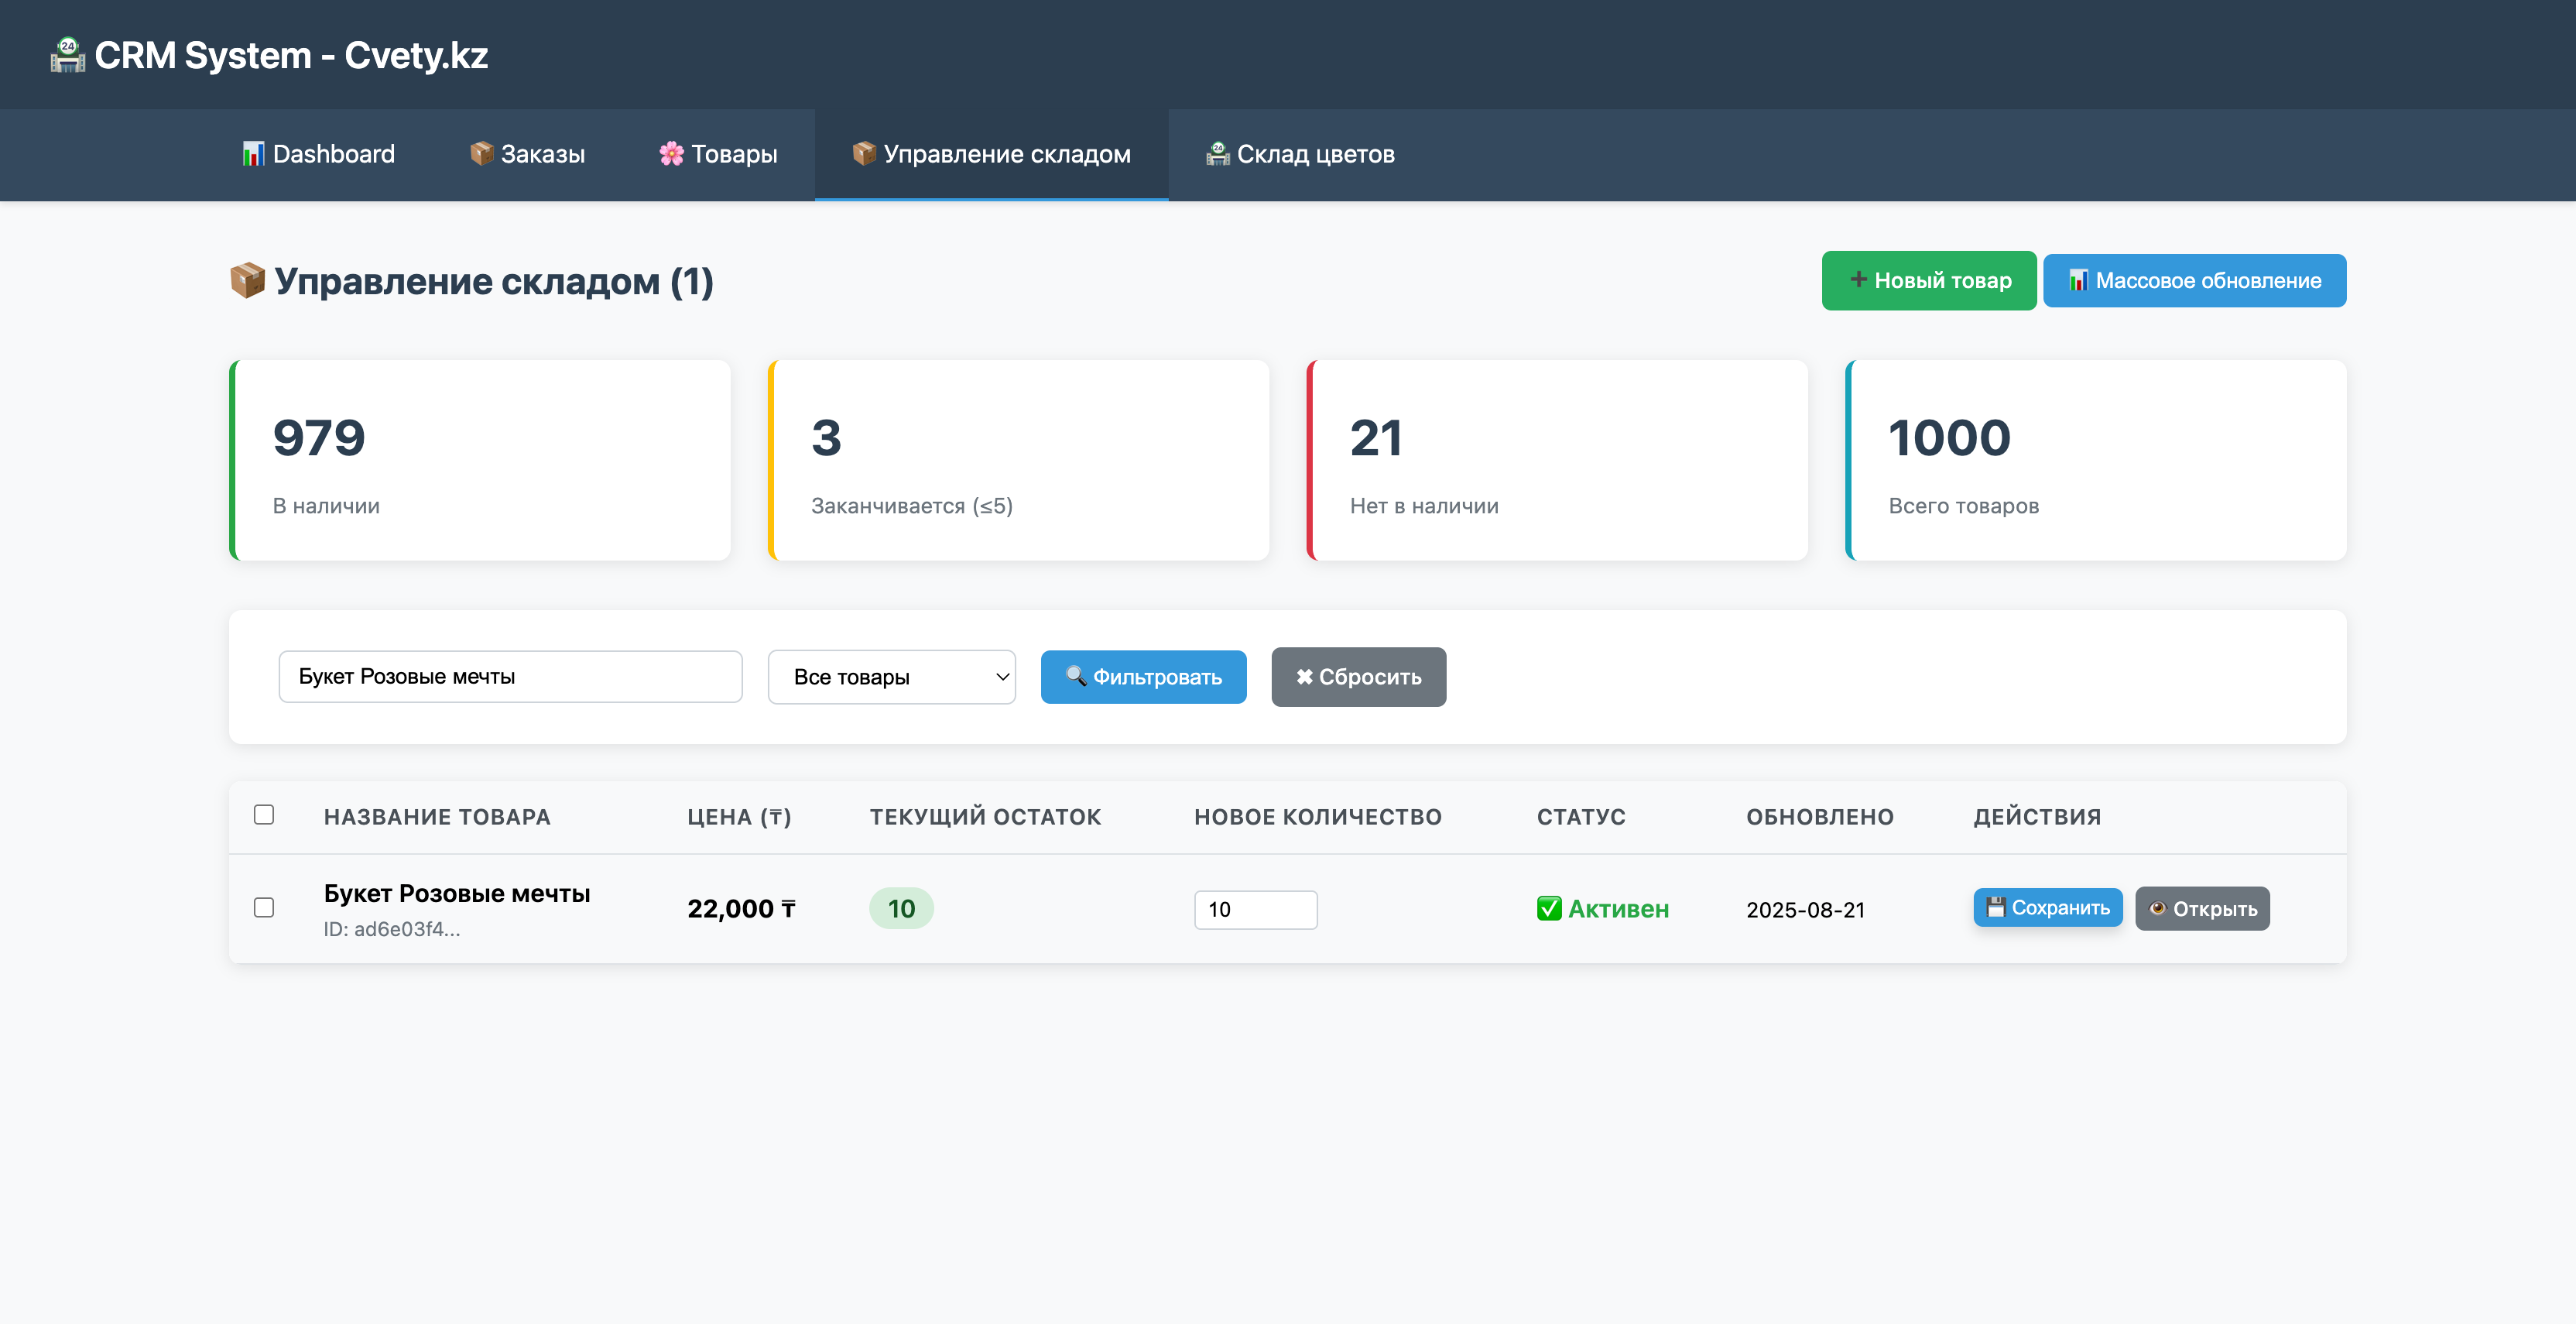 24 CRM System - Cvety.kz
Dashboard Заказы Товары Управление складом 24 Склад цветов
Управление складом (1)
Новый товар Массовое обновление
979 3 21 1000
В наличии Заканчивается (≤5) Нет в наличии Всего товаров
Букет Розовые мечты Все товары Фильтровать ✖ Сбросить
НАЗВАНИЕ ТОВАРА ЦЕНА (₸) ТЕКУЩИЙ ОСТАТОК НОВОЕ КОЛИЧЕСТВО СТАТУС ОБНОВЛЕНО ДЕЙСТВИЯ
Букет Розовые мечты 22,000 ₸ 10 10 Активен 2025-08-21 Сохранить Открыть
ID: ad6e03f4...